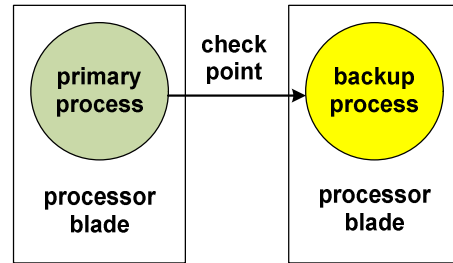 primary
process
processor
blade
check
point
backup
process
processor
blade